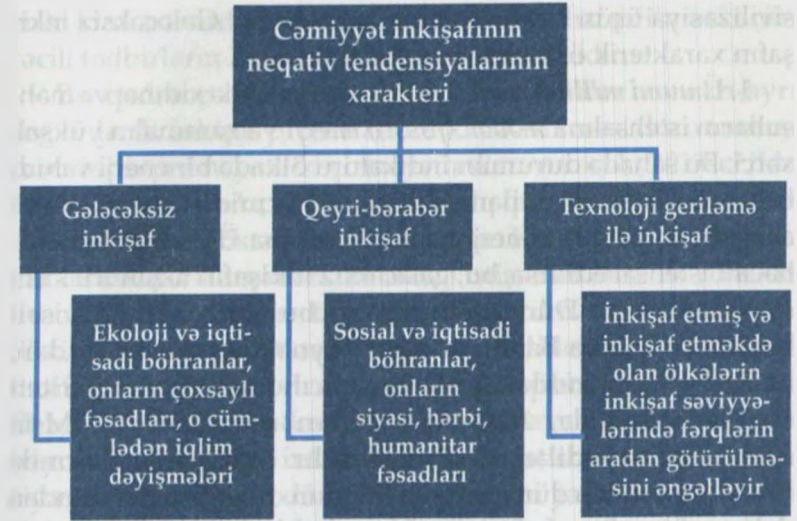 Cəmiyyət inkişafının
neqativ tendensiyalarının
xarakteri
Gələcəksiz
inkişaf
Qeyri-bərabər
inkişaf
Texnoloji geriləmə
ilə inkişaf
Ekoloji və iqti-
sadi böhranlar,
onların çoxsaylı
fəsadları, o cüm-
lədən iqlim
dəyişmələri
Sosial və iqtisadi
böhranlar,
onların
siyasi, hərbi,
humanitar
fəsadları
İnkişaf etmiş və
inkişaf etməkdə
olan ölkələrin
inkişaf səviyyə-
lərində fərqlərin
aradan götürülmə-
sini əngəlləyir